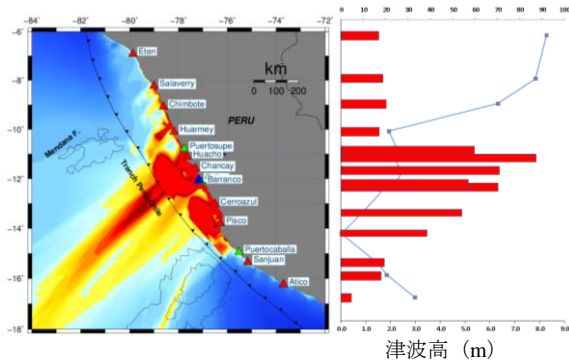 −84 −82 −80 −78 −76 −74 −72
0 10 20 30 40 50 60 70 80 90 100
−6
−8
−10
−12
−14
−16
−18
Eten
Salaverry
Chimbote
Huarmey
Puertosupe
Huacho
Chancay
Barranco
Cerroazul
Pisco
Puertocaballa
Sanjuan
Atico
km
0 100 200
PERU
Mendana F.
0.0 1.0 2.0 3.0 4.0 5.0 6.0 7.0 8.0 9.0
津波高（m）